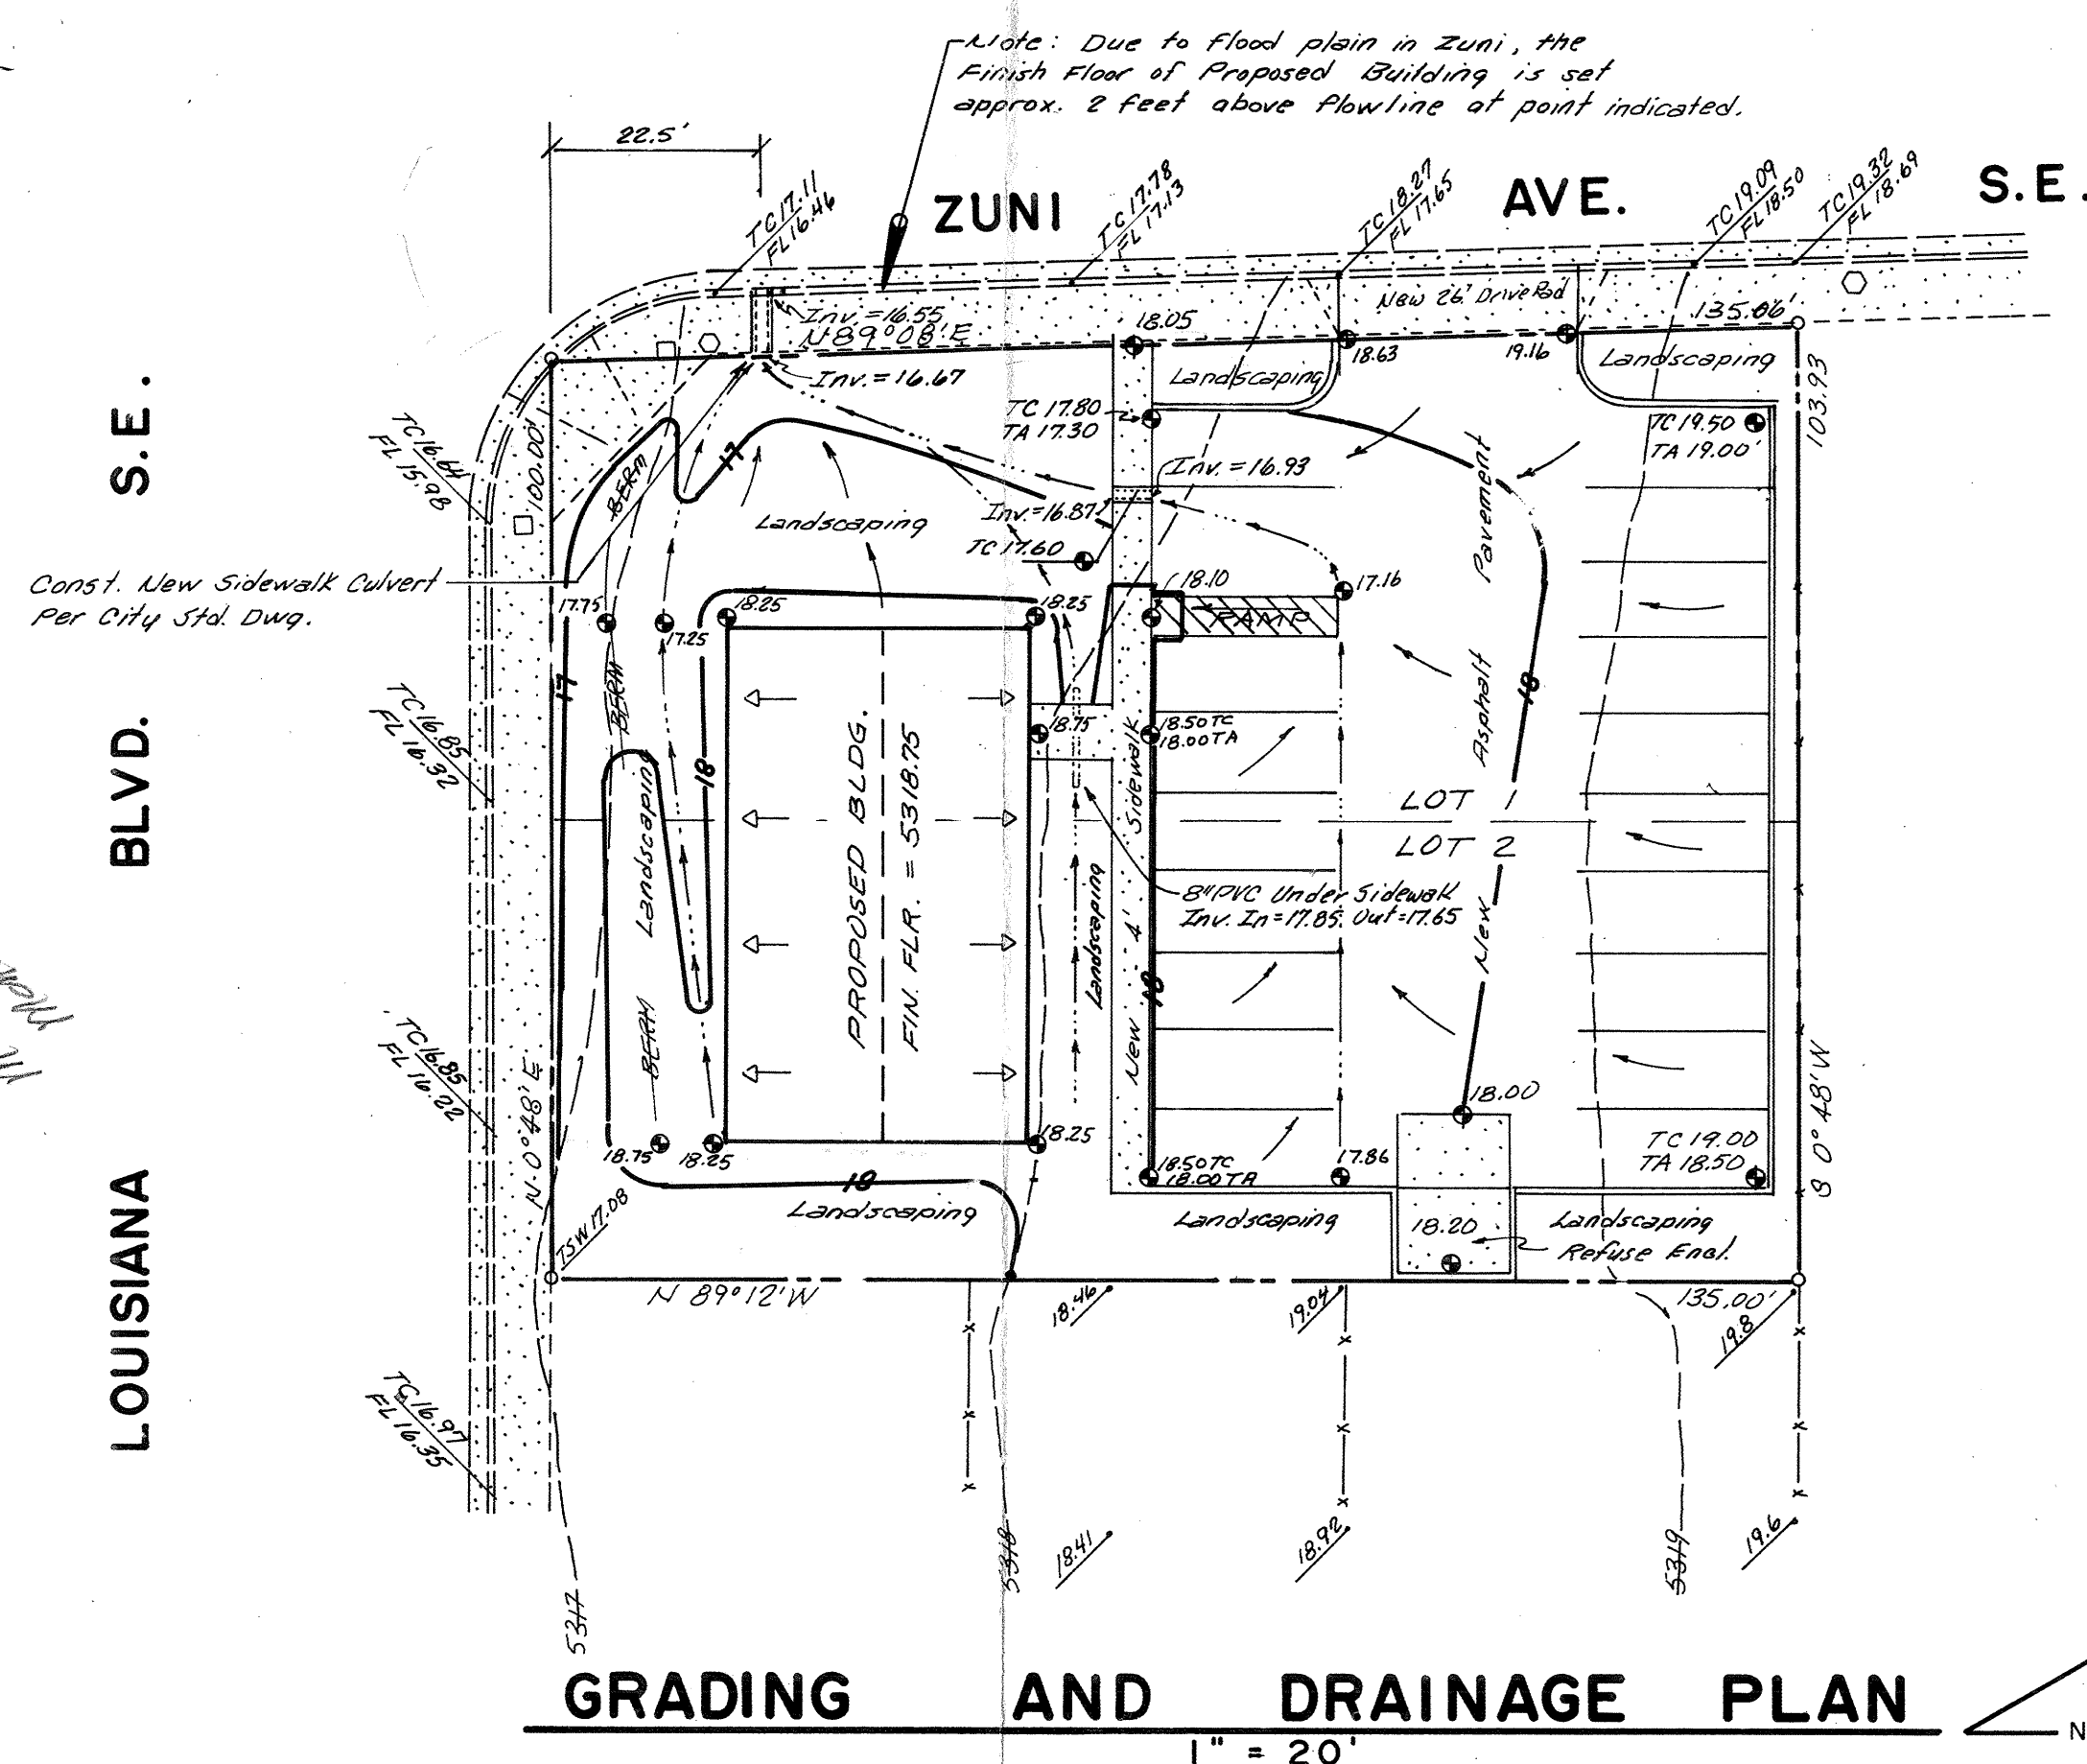 Note: Due to flood plain in Zuni, the
Finish Floor of Proposed Building is set
approx. 2 feet above flowline at point indicated.
22.5'
ZUNI AVE. S.E.
TC 17.11
FL 16.46
TC 17.78
FL 17.13
TC 18.27
FL 17.65
TC 19.09
FL 18.50
TC 19.32
FL 18.69
Inv. = 16.55
N 89° 08' E
18.05
New 26' Drive Pad
135.06'
Inv. = 16.67
18.63
19.16
Landscaping
Landscaping
103.93
TC 17.80
TA 17.30
TC 19.50
TA 19.00'
TC 16.64
FL 15.98
100.00'
BERM
17
Inv. = 16.93
Landscaping
Inv. = 16.87
TC 17.60
Const. New Sidewalk Culvert
Per City Std. Dwg.
17.75
17.25
18.25
18.25
18.10
RAMP
17.16
TC 16.85
FL 16.32
17
BERM
18
18.75
18.50 TC
18.00 TA
18
New Asphalt Pavement
Landscaping
PROPOSED BLDG.
FIN. FLR. = 5318.75
LOT 1
LOT 2
8" PVC Under Sidewalk
Inv. In = 17.85, Out = 17.65
Landscaping
New 4' Sidewalk
18
TC 16.85
FL 16.22
BERM
N 0° 48' E
S 0° 48' W
18.00
18.75
18.25
18.25
18.50 TC
18.00 TA
17.86
TC 19.00
TA 18.50
TSW 17.08
18
Landscaping
Landscaping
18.20
Landscaping
Refuse Encl.
N 89° 12' W
18.46
19.04
135.00'
19.8
TC 16.97
FL 16.35
5317
5318
18.41
18.92
5319
19.6
LOUISIANA BLVD. S.E.
GRADING AND DRAINAGE PLAN
1" = 20'
N